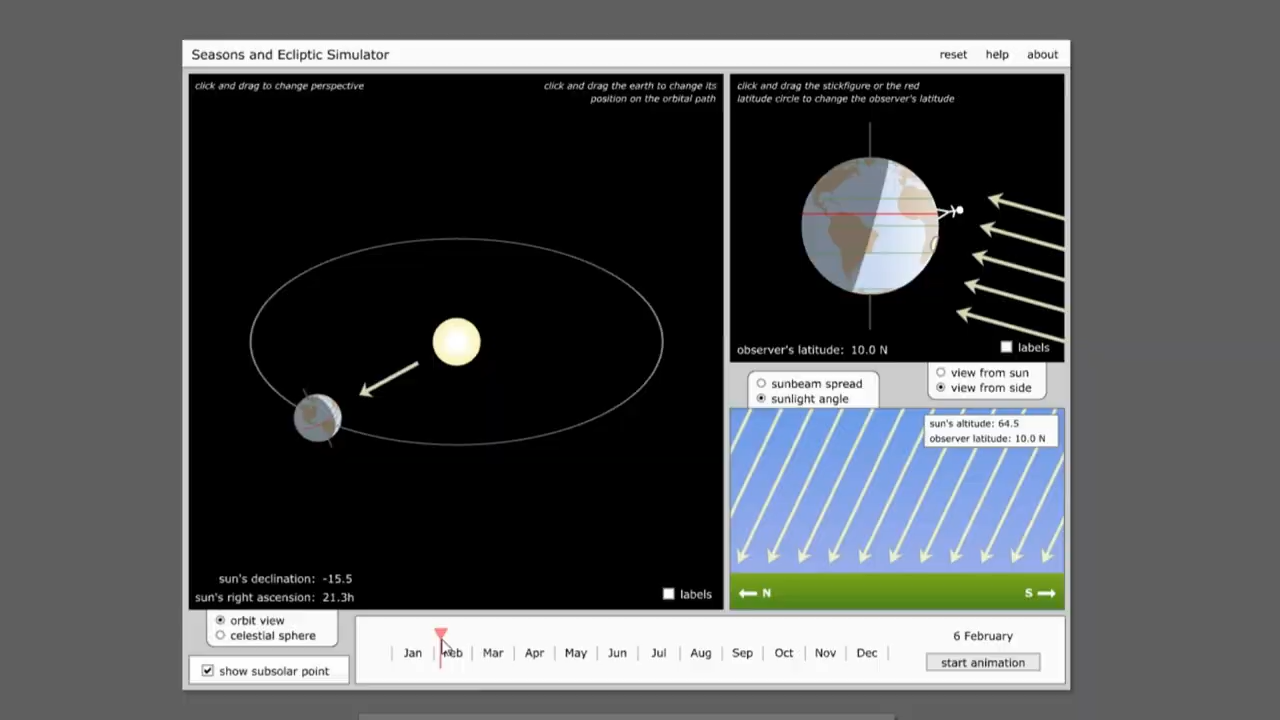 Seasons and Ecliptic Simulator
reset help about
click and drag to change perspective
click and drag the earth to change its
position on the orbital path
click and drag the stickfigure or the red
latitude circle to change the observer's latitude
observer's latitude: 10.0 N
labels
sunbeam spread
sunlight angle
view from sun
view from side
sun's altitude: 64.5
observer latitude: 10.0 N
N
S
sun's declination: -15.5
sun's right ascension: 21.3h
labels
orbit view
celestial sphere
show subsolar point
Jan Feb Mar Apr May Jun Jul Aug Sep Oct Nov Dec
6 February
start animation